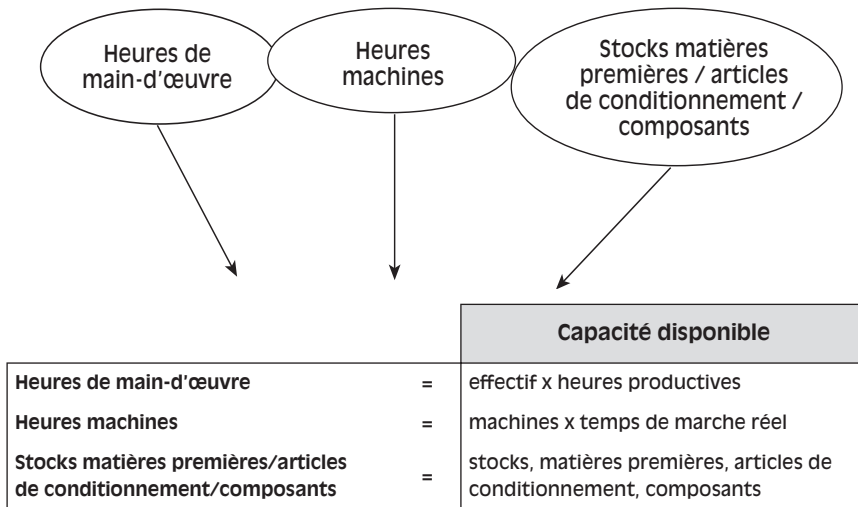 Heures de
main-d'œuvre
Heures
machines
Stocks matières
premières / articles
de conditionnement /
composants
Capacité disponible
Heures de main-d'œuvre = effectif x heures productives
Heures machines = machines x temps de marche réel
Stocks matières premières/articles
de conditionnement/composants
=
stocks, matières premières, articles de
conditionnement, composants